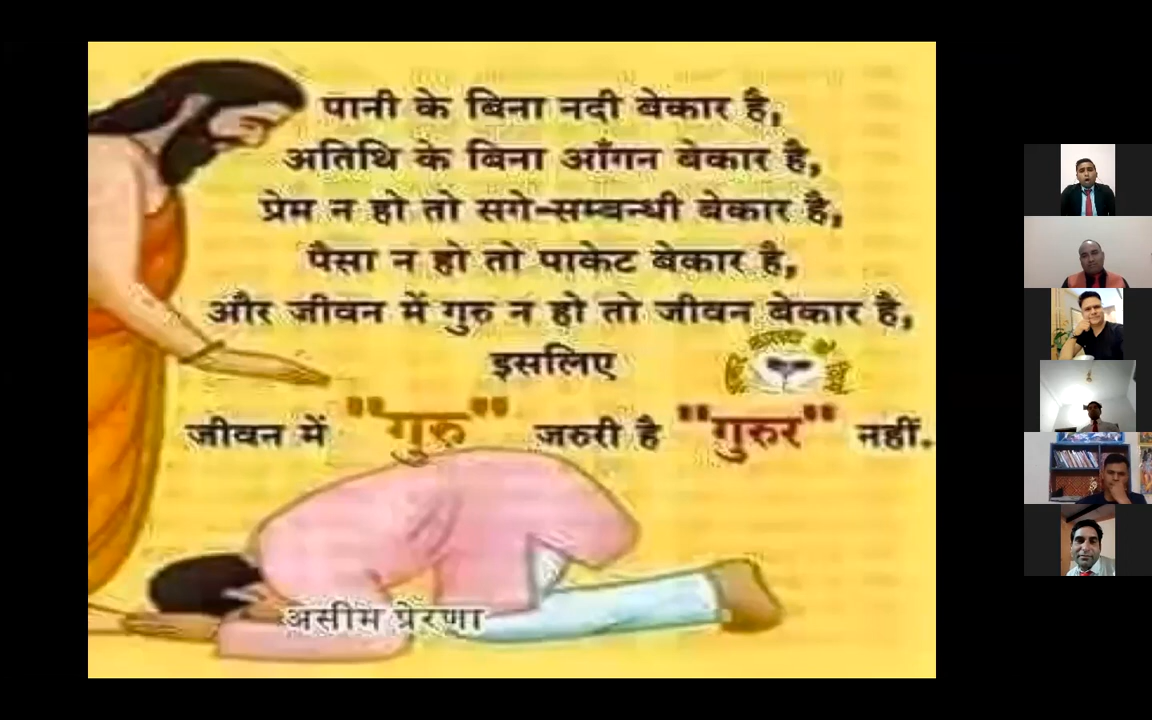 पानी के बिना नदी बेकार है,
अतिथि के बिना आँगन बेकार है,
प्रेम न हो तो सगे-सम्बन्धी बेकार है,
पैसा न हो तो पाकेट बेकार है,
और जीवन में गुरु न हो तो जीवन बेकार है,
इसलिए
जीवन में "गुरु" जरुरी है "गुरुर" नहीं.
असीम प्रेरणा